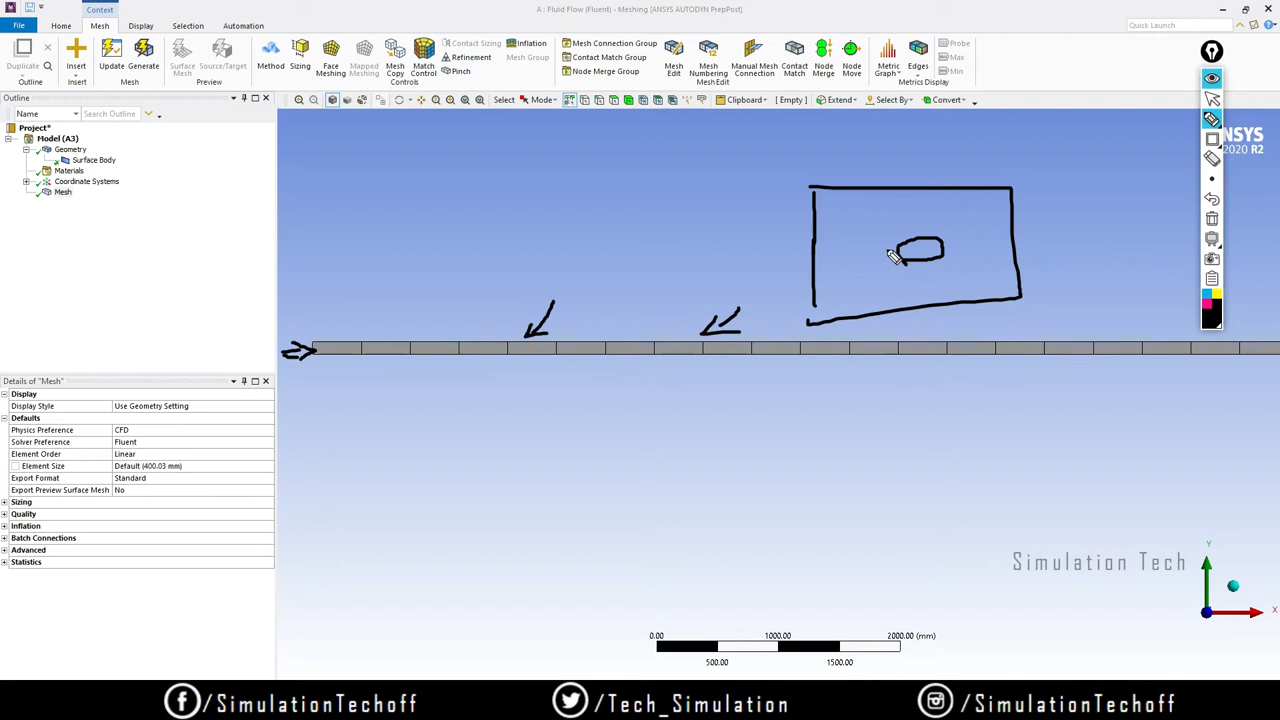 Context
A : Fluid Flow (Fluent) - Meshing [ANSYS AUTODYN PrepPost]
File Home Mesh Display Selection Automation
Quick Launch
Duplicate
Outline
Insert
Insert
Update Generate
Mesh
Surface Mesh Source/Target
Preview
Method Sizing Face Meshing Mapped Meshing Mesh Copy Match Control
Contact Sizing
Refinement
Pinch
Controls
Inflation
Mesh Group
Mesh Connection Group
Contact Match Group
Node Merge Group
Mesh Edit Mesh Numbering Manual Mesh Connection Contact Match Node Merge Node Move
Mesh Edit
Metric Graph Edges
Probe
Max
Min
Metrics Display
Select Mode Clipboard [ Empty ] Extend Select By Convert
Outline
Name Search Outline
Project*
Model (A3)
Geometry
Surface Body
Materials
Coordinate Systems
Mesh
ANSYS
2020 R2
Details of "Mesh"
Display
Display Style Use Geometry Setting
Defaults
Physics Preference CFD
Solver Preference Fluent
Element Order Linear
Element Size Default (400.03 mm)
Export Format Standard
Export Preview Surface Mesh No
Sizing
Quality
Inflation
Batch Connections
Advanced
Statistics
Simulation Tech
Y
X
0.00 1000.00 2000.00 (mm)
500.00 1500.00
/SimulationTechoff /Tech_Simulation /SimulationTechoff